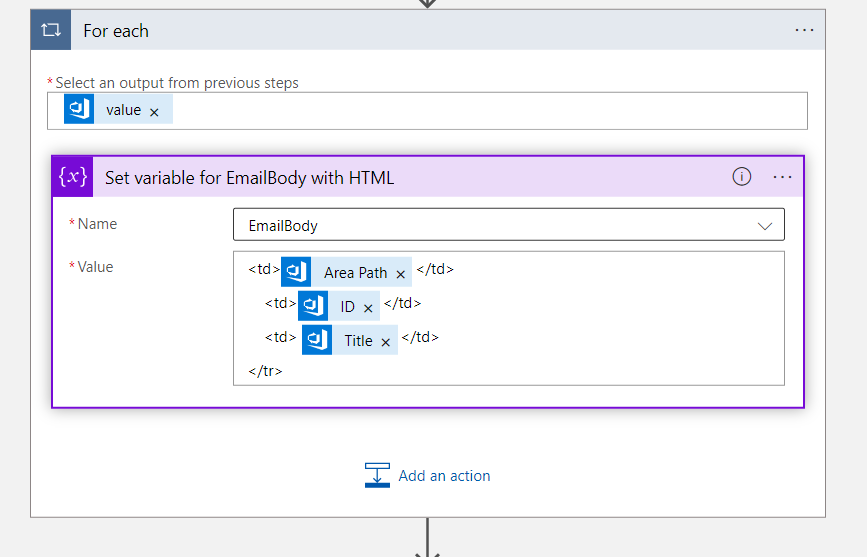 For each
* Select an output from previous steps
value ×
{x} Set variable for EmailBody with HTML
* Name
EmailBody
* Value
<td> Area Path × </td>
<td> ID × </td>
<td> Title × </td>
</tr>
Add an action